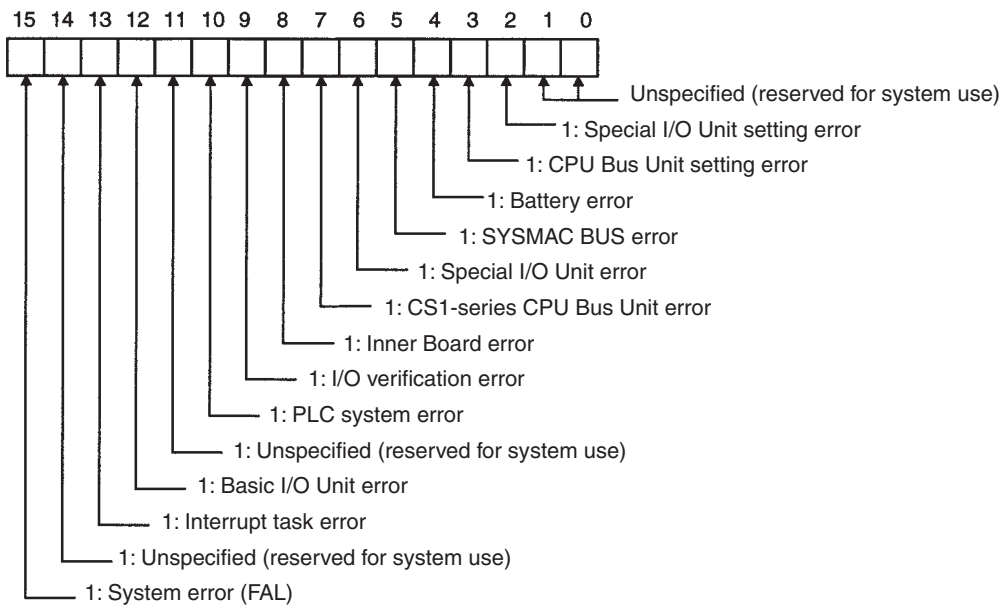 15 14 13 12 11 10 9 8 7 6 5 4 3 2 1 0
Unspecified (reserved for system use)
1: Special I/O Unit setting error
1: CPU Bus Unit setting error
1: Battery error
1: SYSMAC BUS error
1: Special I/O Unit error
1: CS1-series CPU Bus Unit error
1: Inner Board error
1: I/O verification error
1: PLC system error
1: Unspecified (reserved for system use)
1: Basic I/O Unit error
1: Interrupt task error
1: Unspecified (reserved for system use)
1: System error (FAL)